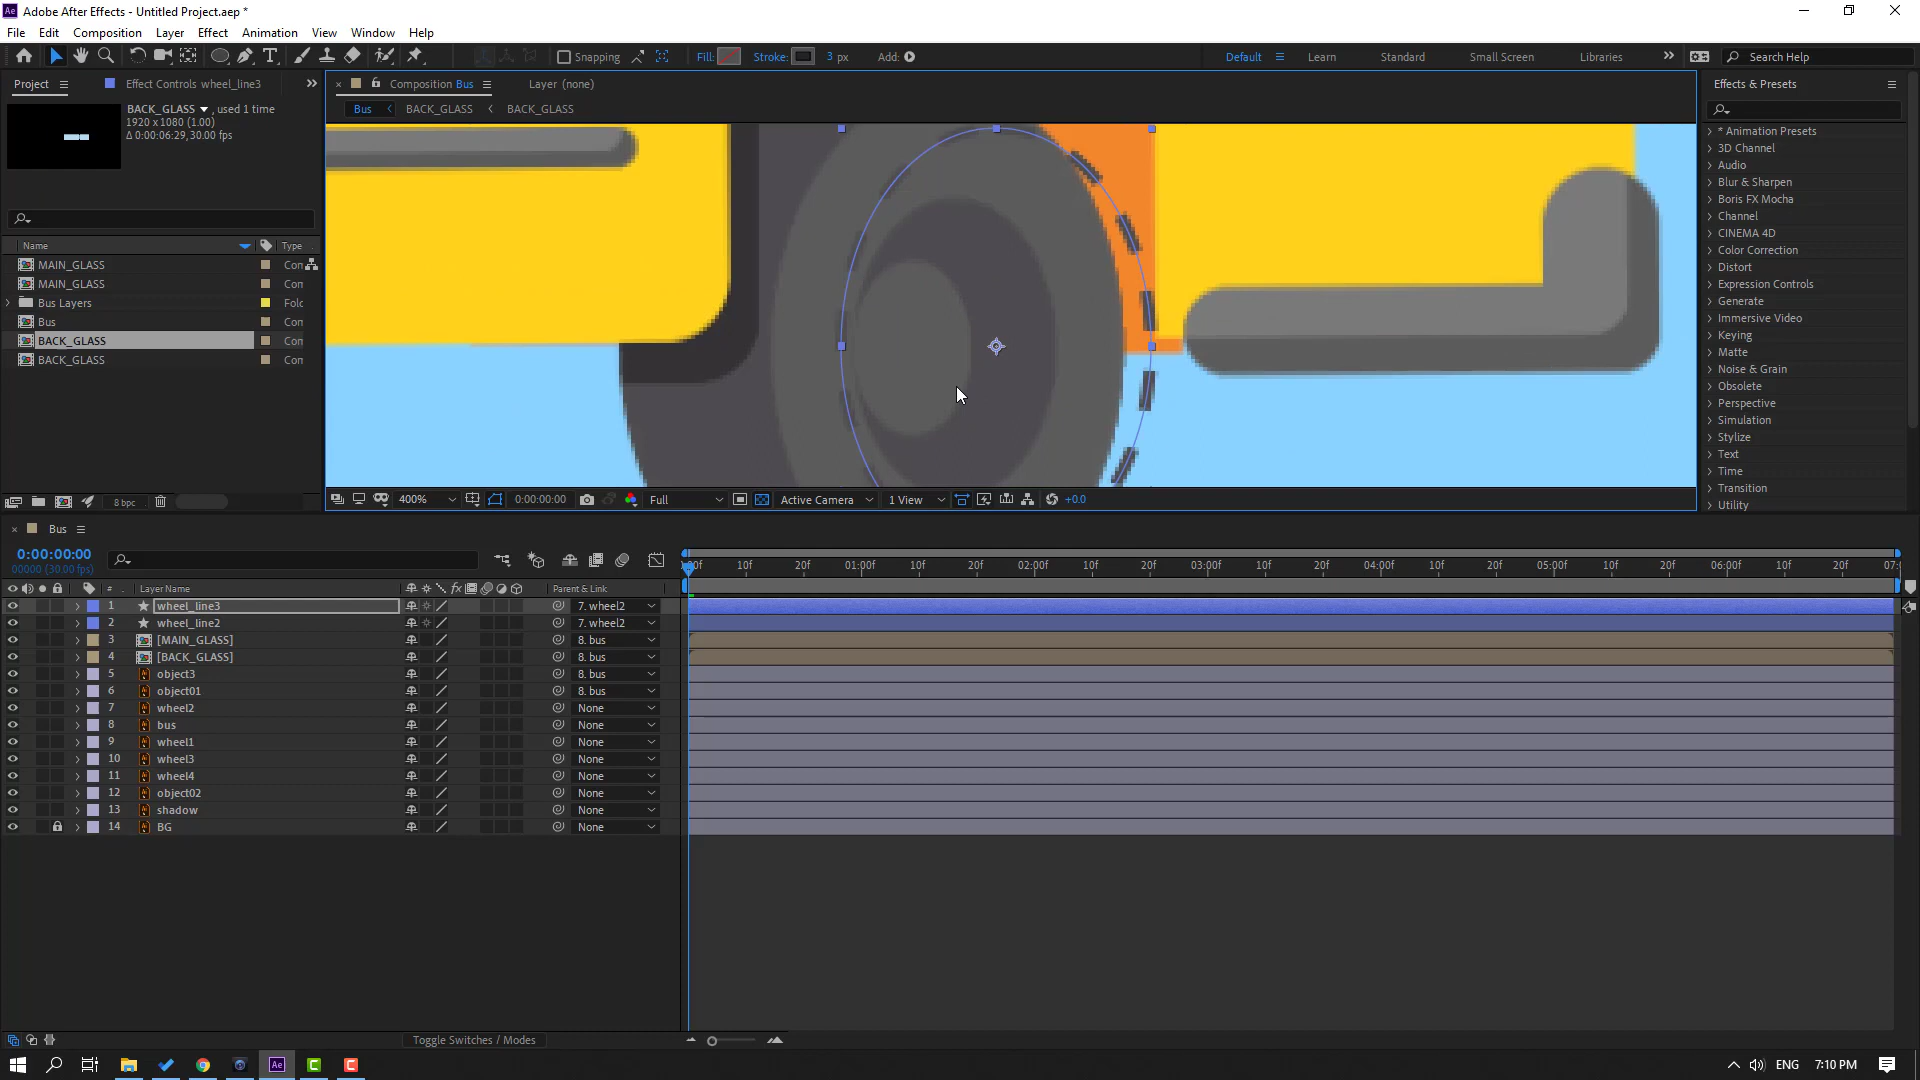 Adobe After Effects - Untitled Project.aep *
File Edit Composition Layer Effect Animation View Window Help
Snapping Fill: Stroke: 3 px Add: Default Learn Standard Small Screen Libraries Search Help
Project Effect Controls wheel_line3
BACK_GLASS , used 1 time
1920 x 1080 (1.00)
Δ 0:00:06:29, 30.00 fps
Name Type
MAIN_GLASS Con
MAIN_GLASS Con
Bus Layers Fold
Bus Con
BACK_GLASS Con
BACK_GLASS Con
8 bpc
Composition Bus Layer (none)
Bus BACK_GLASS BACK_GLASS
400% 0:00:00:00 Full Active Camera 1 View +0.0
Effects & Presets
* Animation Presets
3D Channel
Audio
Blur & Sharpen
Boris FX Mocha
Channel
CINEMA 4D
Color Correction
Distort
Expression Controls
Generate
Immersive Video
Keying
Matte
Noise & Grain
Obsolete
Perspective
Simulation
Stylize
Text
Time
Transition
Utility
Bus
0:00:00:00
00000 (30.00 fps)
# Layer Name fx Parent & Link
:00f 10f 20f 01:00f 10f 20f 02:00f 10f 20f 03:00f 10f 20f 04:00f 10f 20f 05:00f 10f 20f 06:00f 10f 20f 07:0
1 wheel_line3 7. wheel2
2 wheel_line2 7. wheel2
3 [MAIN_GLASS] 8. bus
4 [BACK_GLASS] 8. bus
5 object3 8. bus
6 object01 8. bus
7 wheel2 None
8 bus None
9 wheel1 None
10 wheel3 None
11 wheel4 None
12 object02 None
13 shadow None
14 BG None
Toggle Switches / Modes
ENG 7:10 PM